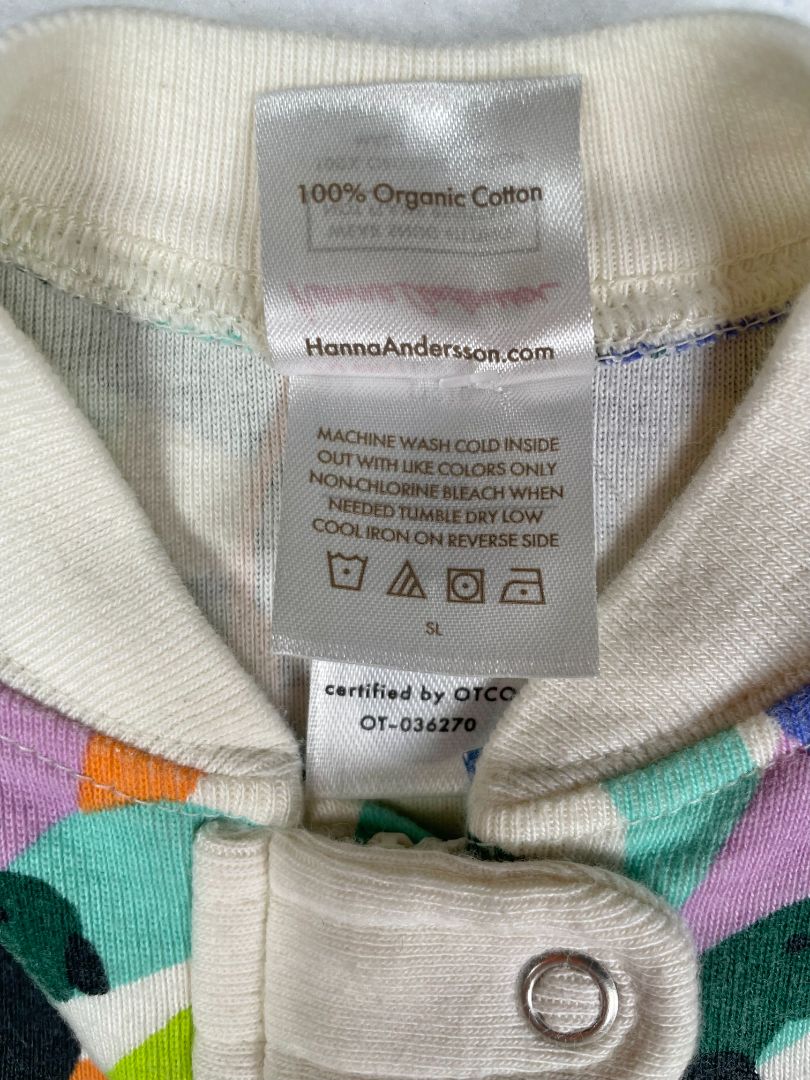 100% Organic Cotton
HannaAndersson.com
MACHINE WASH COLD INSIDE
OUT WITH LIKE COLORS ONLY
NON-CHLORINE BLEACH WHEN
NEEDED TUMBLE DRY LOW
COOL IRON ON REVERSE SIDE
SL
certified by OTCO
OT-036270